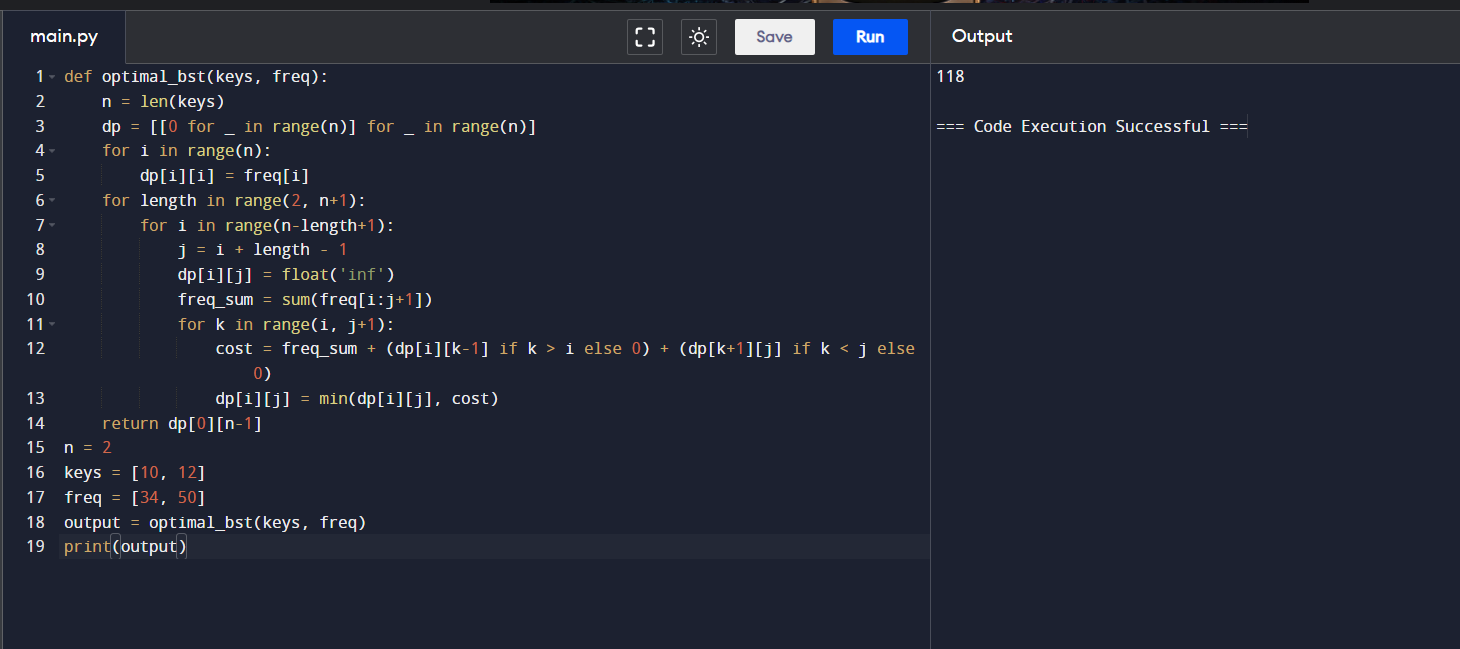 main.py
Save
Run
Output
1 def optimal_bst(keys, freq):
2     n = len(keys)
3     dp = [[0 for _ in range(n)] for _ in range(n)]
4     for i in range(n):
5         dp[i][i] = freq[i]
6     for length in range(2, n+1):
7         for i in range(n-length+1):
8             j = i + length - 1
9             dp[i][j] = float('inf')
10             freq_sum = sum(freq[i:j+1])
11             for k in range(i, j+1):
12                 cost = freq_sum + (dp[i][k-1] if k > i else 0) + (dp[k+1][j] if k < j else
                    0)
13                 dp[i][j] = min(dp[i][j], cost)
14     return dp[0][n-1]
15 n = 2
16 keys = [10, 12]
17 freq = [34, 50]
18 output = optimal_bst(keys, freq)
19 print(output)
118
=== Code Execution Successful ===